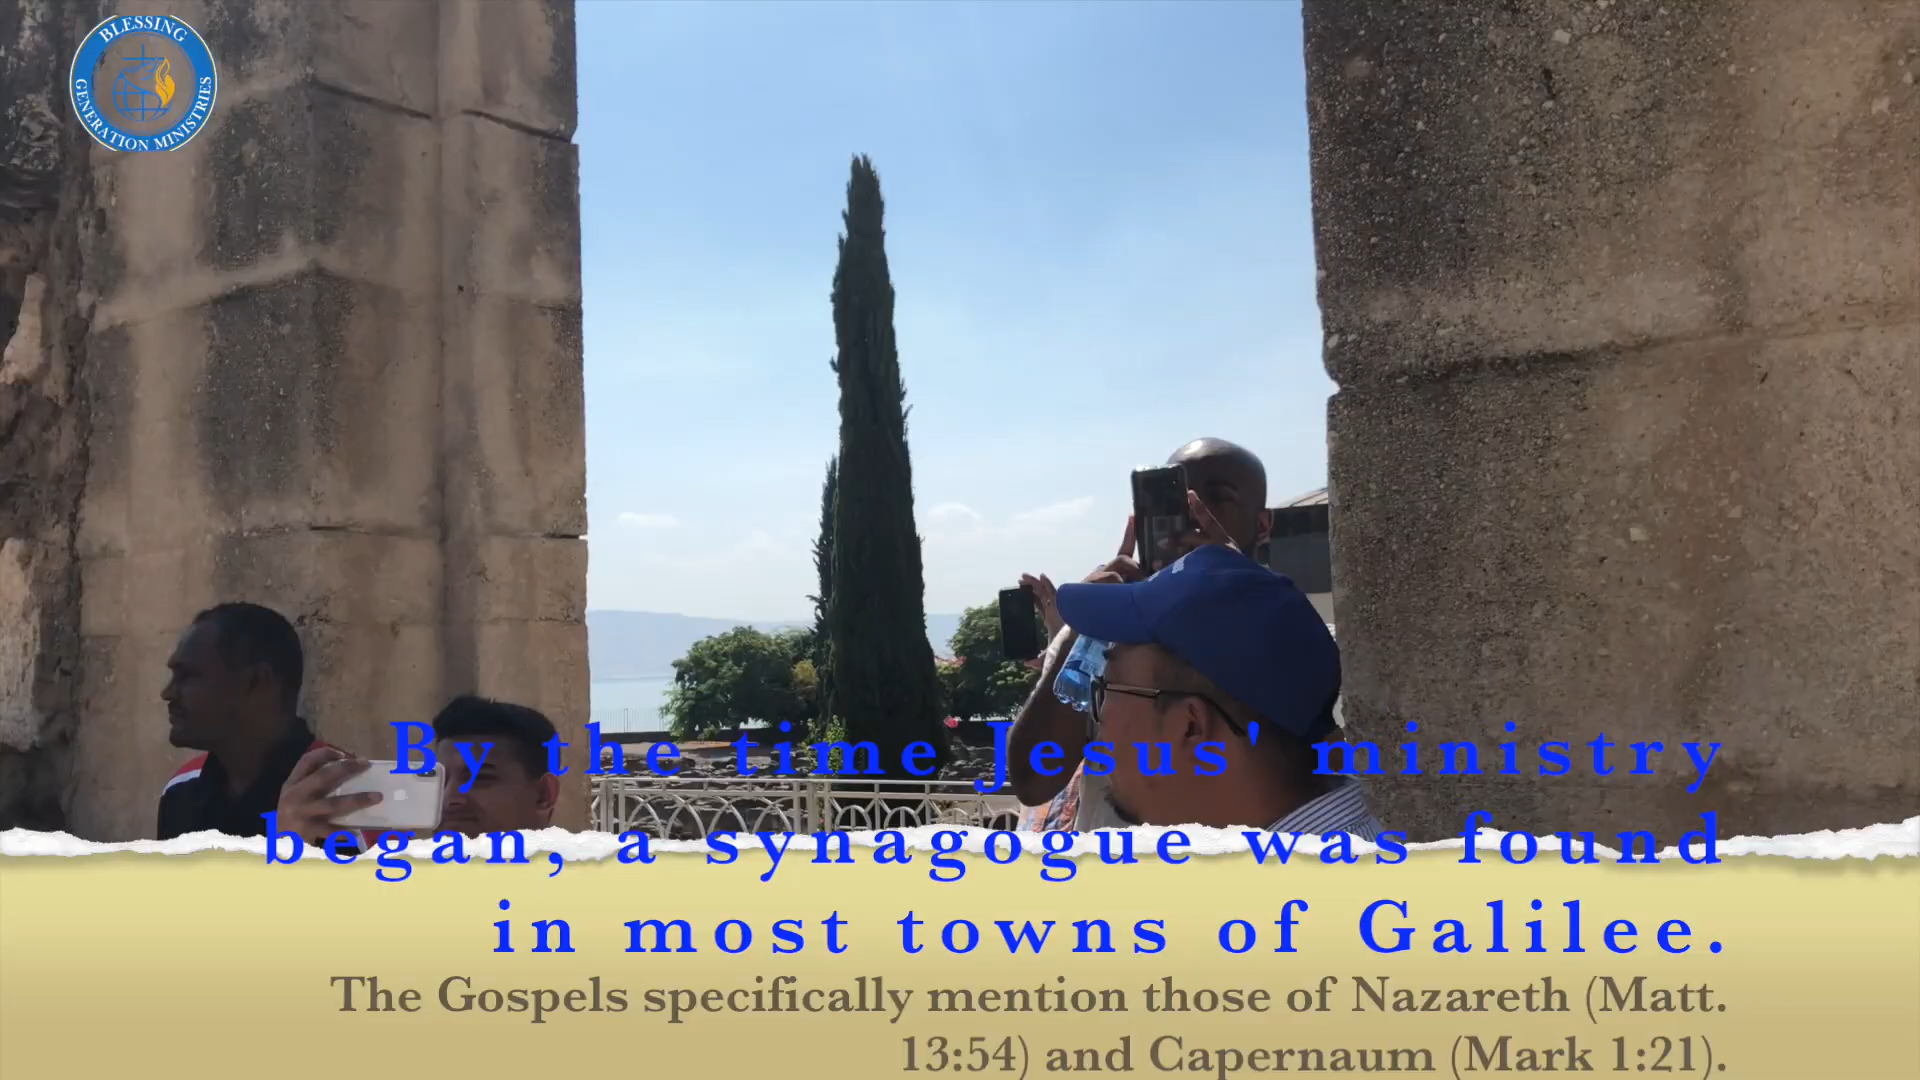 BLESSING
GENERATION MINISTRIES
By the time Jesus' ministry
began, a synagogue was found
in most towns of Galilee.
The Gospels specifically mention those of Nazareth (Matt.
13:54) and Capernaum (Mark 1:21).